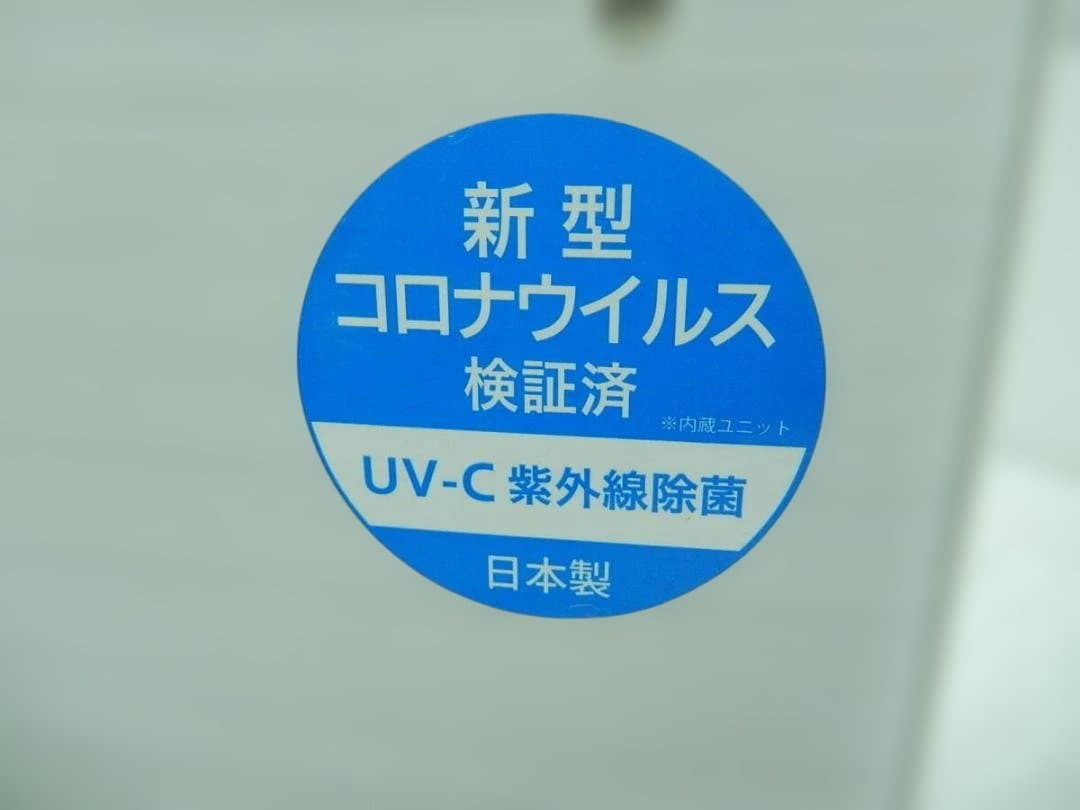 新型
コロナウイルス
検証済
※内蔵ユニット
UV-C 紫外線除菌
日本製